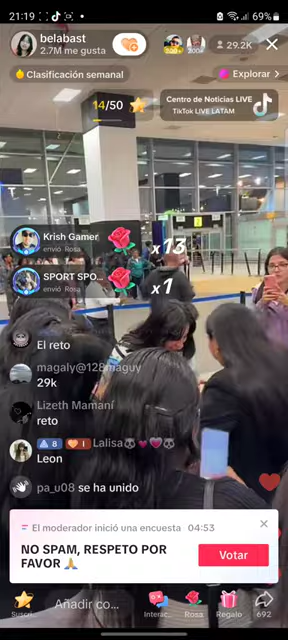 21:19
69%
belabast
2.7M me gusta
29.2K
Clasificación semanal
Explorar
14/50
Centro de Noticias LIVE
TikTok LIVE LATAM
Krish Gamer
envió Rosa
x13
SPORT SPO...
envió Rosa
x1
El reto
magaly@128maguy
29k
Lizeth Mamaní
reto
8 1 Lalisa
Leon
pa_u08 se ha unido
El moderador inició una encuesta 04:53
NO SPAM, RESPETO POR
FAVOR 🙏
Votar
Suscri...
Añadir co...
Interac...
Rosa
Regalo
692